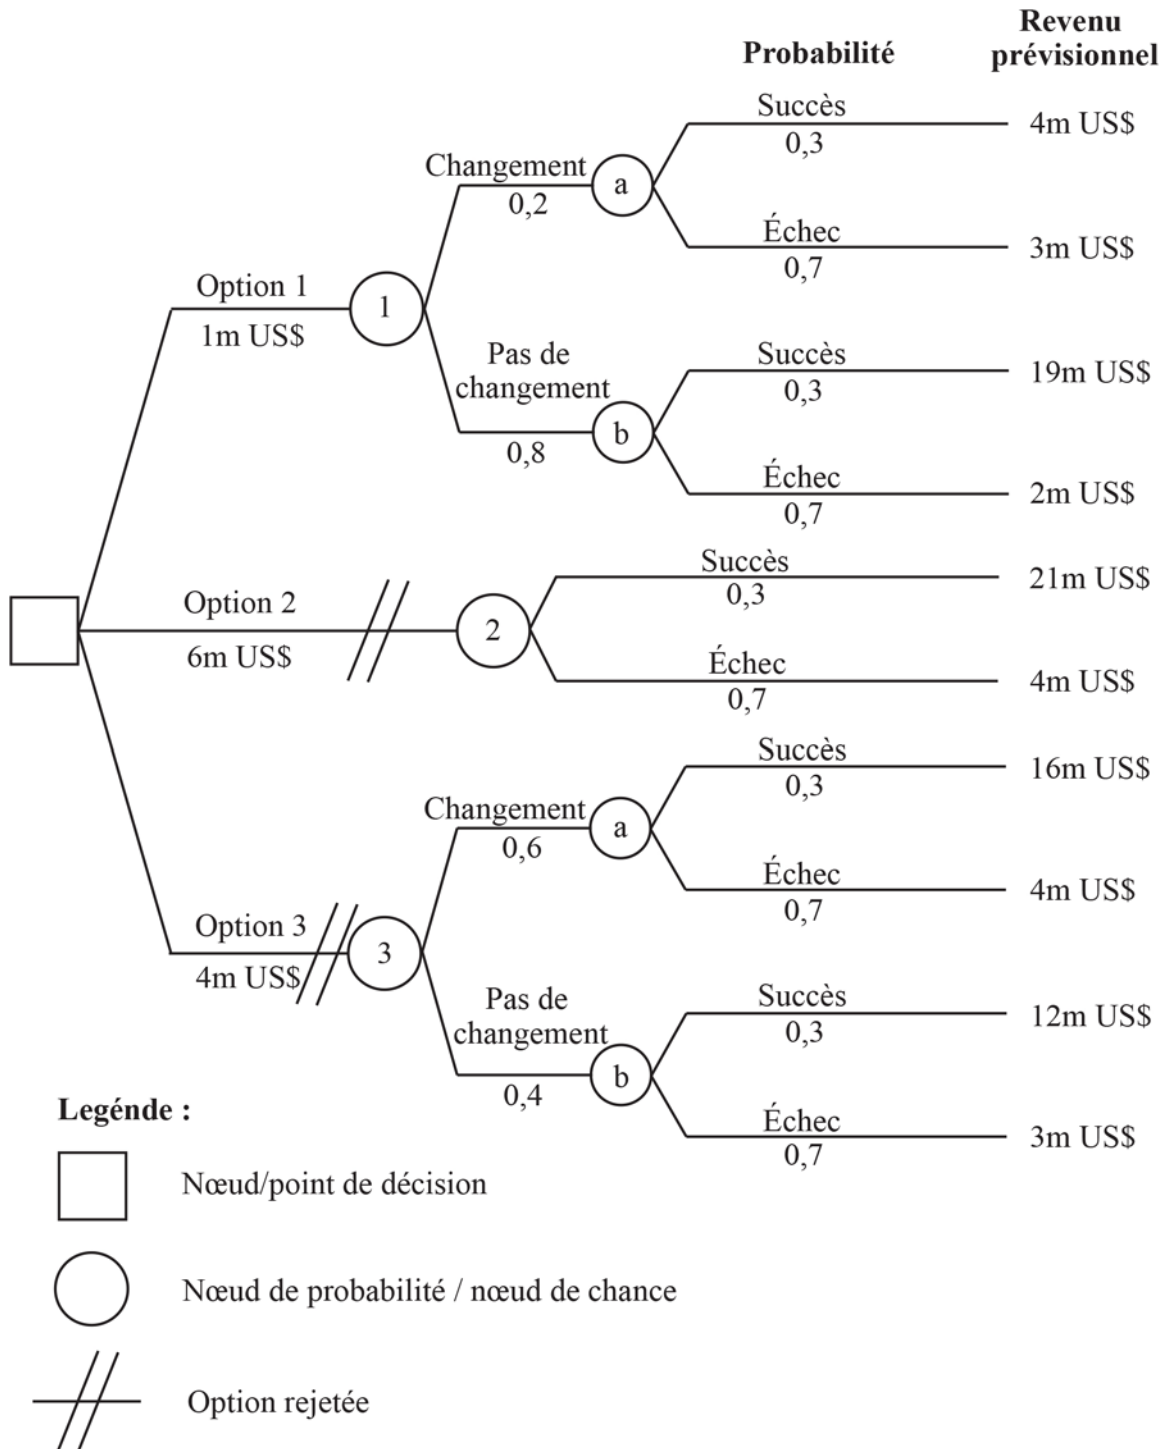 Probabilité
Revenu
prévisionnel
Succès
0,3
4m US$
Changement
0,2
a
Échec
0,7
3m US$
Option 1
1m US$
1
Pas de
changement
0,8
b
Succès
0,3
19m US$
Échec
0,7
2m US$
Option 2
6m US$
2
Succès
0,3
21m US$
Échec
0,7
4m US$
Option 3
4m US$
3
Changement
0,6
a
Succès
0,3
16m US$
Échec
0,7
4m US$
Pas de
changement
0,4
b
Succès
0,3
12m US$
Échec
0,7
3m US$
Legénde :
Nœud/point de décision
Nœud de probabilité / nœud de chance
Option rejetée